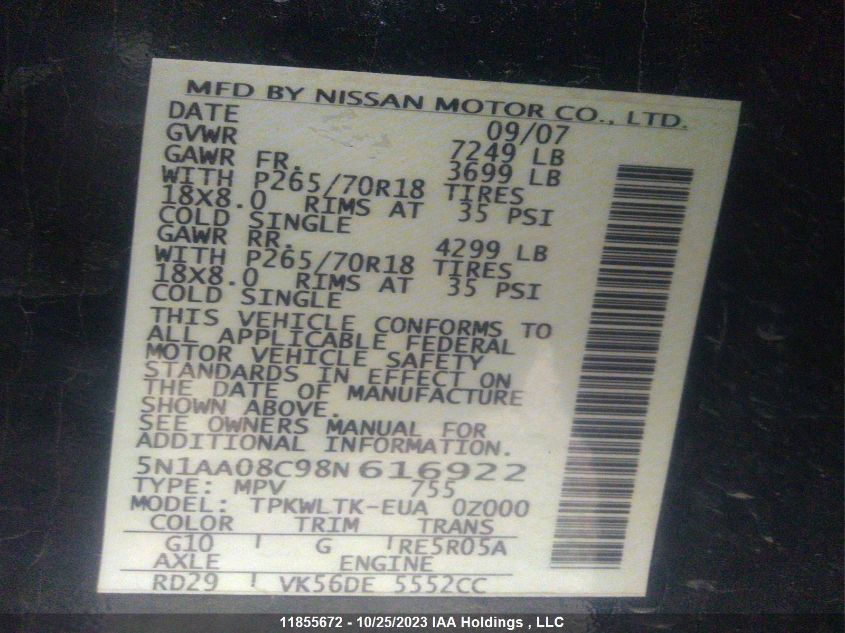 MFD BY NISSAN MOTOR CO., LTD.
DATE 09/07
GVWR 7249 LB
GAWR FR. 3699 LB
WITH P265/70R18 TIRES
18X8.0 RIMS AT 35 PSI
COLD SINGLE
GAWR RR. 4299 LB
WITH P265/70R18 TIRES
18X8.0 RIMS AT 35 PSI
COLD SINGLE
THIS VEHICLE CONFORMS TO
ALL APPLICABLE FEDERAL
MOTOR VEHICLE SAFETY
STANDARDS IN EFFECT ON
THE DATE OF MANUFACTURE
SHOWN ABOVE.
SEE OWNERS MANUAL FOR
ADDITIONAL INFORMATION.
5N1AA08C98N616922
TYPE: MPV 755
MODEL: TPKWLTK-EUA 0Z000
COLOR TRIM TRANS
G10 G RE5R05A
AXLE ENGINE
RD29 VK56DE 5552CC
11855672 - 10/25/2023 IAA Holdings , LLC